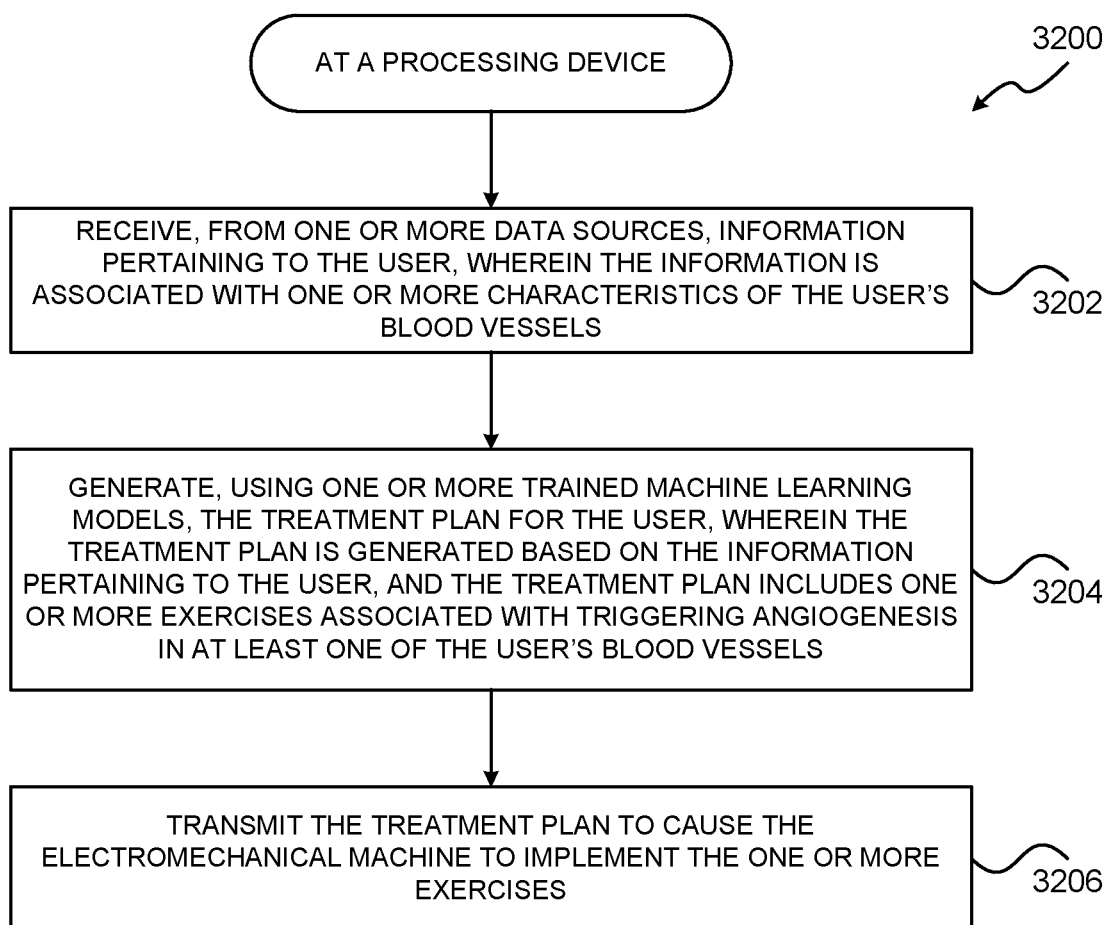 AT A PROCESSING DEVICE
3200
RECEIVE, FROM ONE OR MORE DATA SOURCES, INFORMATION
PERTAINING TO THE USER, WHEREIN THE INFORMATION IS
ASSOCIATED WITH ONE OR MORE CHARACTERISTICS OF THE USER'S
BLOOD VESSELS
3202
GENERATE, USING ONE OR MORE TRAINED MACHINE LEARNING
MODELS, THE TREATMENT PLAN FOR THE USER, WHEREIN THE
TREATMENT PLAN IS GENERATED BASED ON THE INFORMATION
PERTAINING TO THE USER, AND THE TREATMENT PLAN INCLUDES ONE
OR MORE EXERCISES ASSOCIATED WITH TRIGGERING ANGIOGENESIS
IN AT LEAST ONE OF THE USER'S BLOOD VESSELS
3204
TRANSMIT THE TREATMENT PLAN TO CAUSE THE
ELECTROMECHANICAL MACHINE TO IMPLEMENT THE ONE OR MORE
EXERCISES
3206